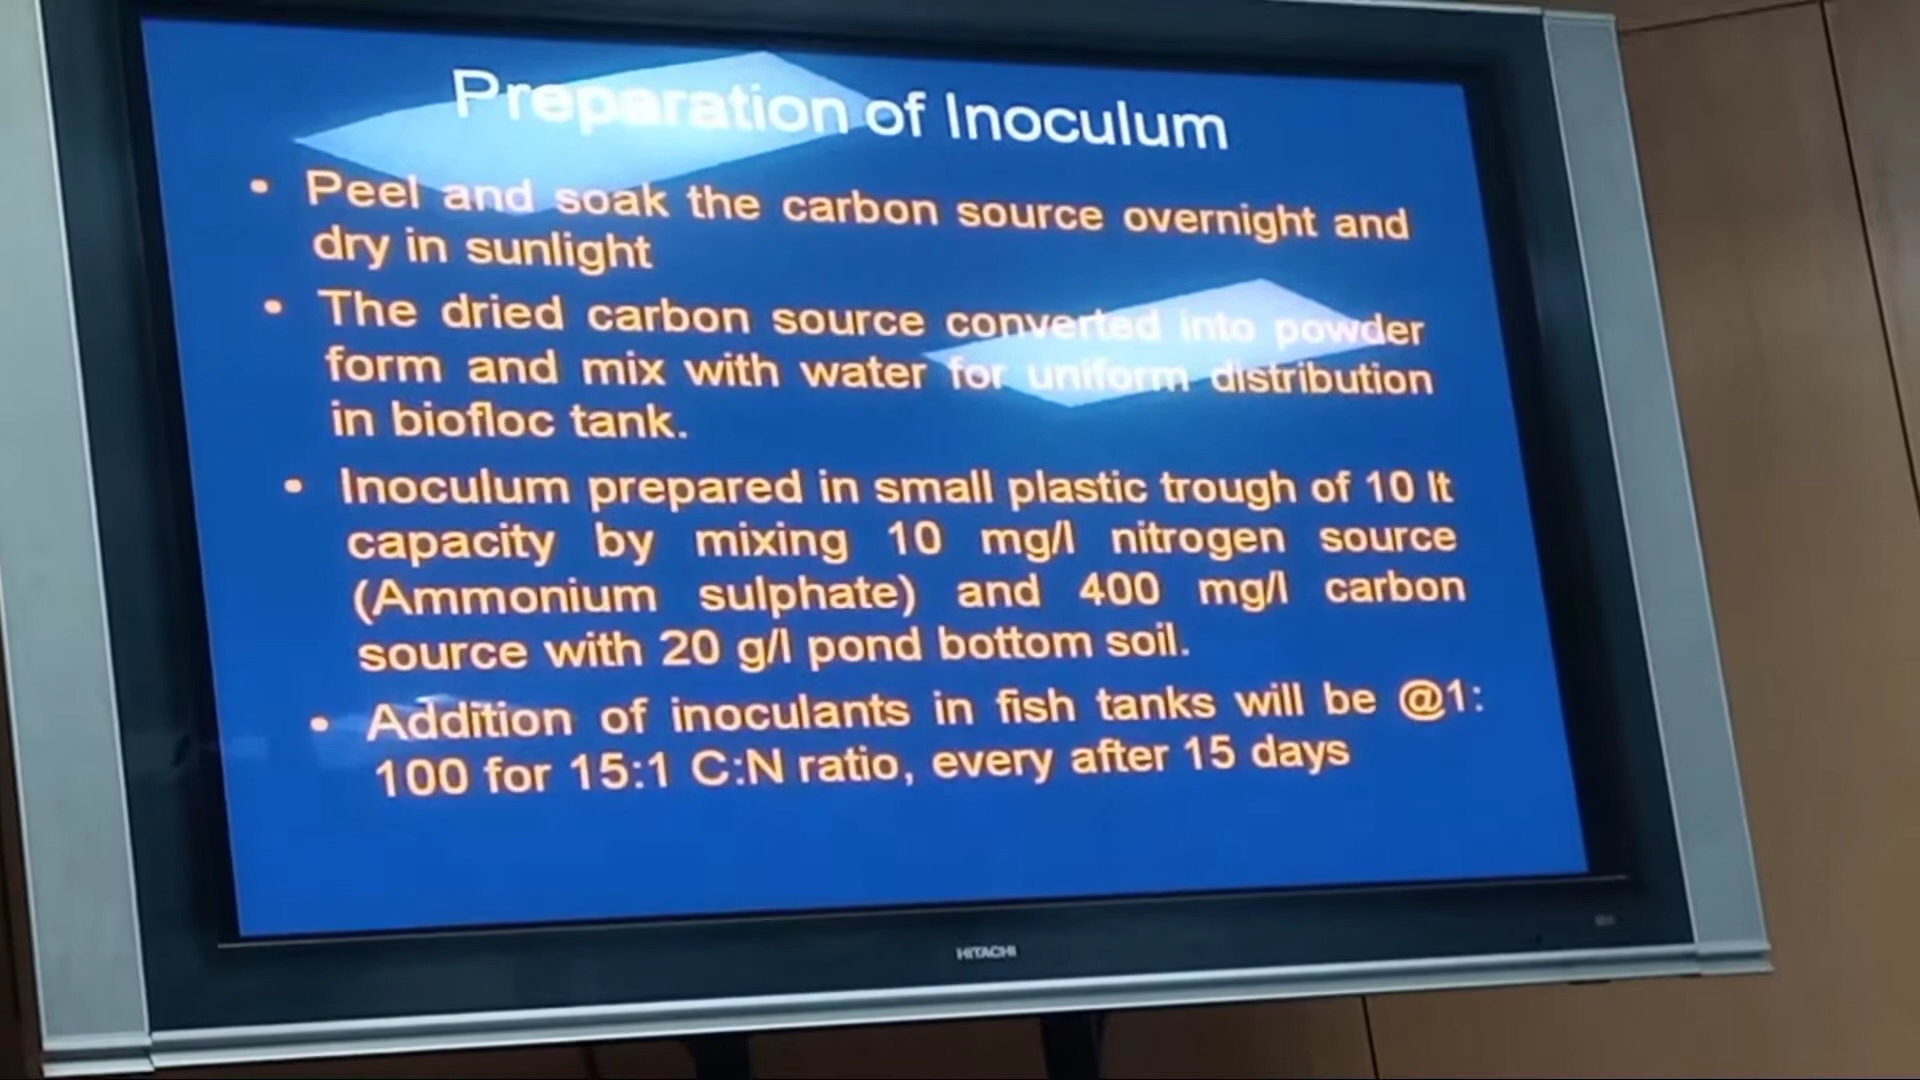 Preparation of Inoculum
• Peel and soak the carbon source overnight and
dry in sunlight
• The dried carbon source converted into powder
form and mix with water for uniform distribution
in biofloc tank.
• Inoculum prepared in small plastic trough of 10 lt
capacity by mixing 10 mg/l nitrogen source
(Ammonium sulphate) and 400 mg/l carbon
source with 20 g/l pond bottom soil.
• Addition of inoculants in fish tanks will be @1:
100 for 15:1 C:N ratio, every after 15 days
HITACHI